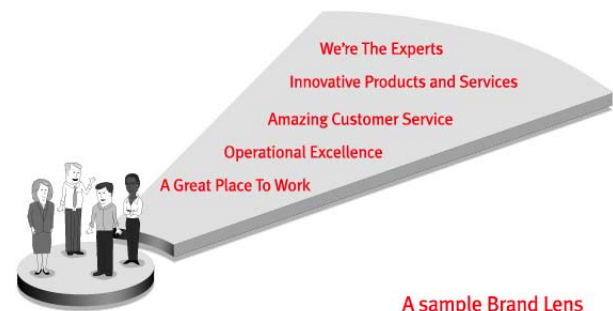 We're The Experts
Innovative Products and Services
Amazing Customer Service
Operational Excellence
A Great Place To Work
A sample Brand Lens